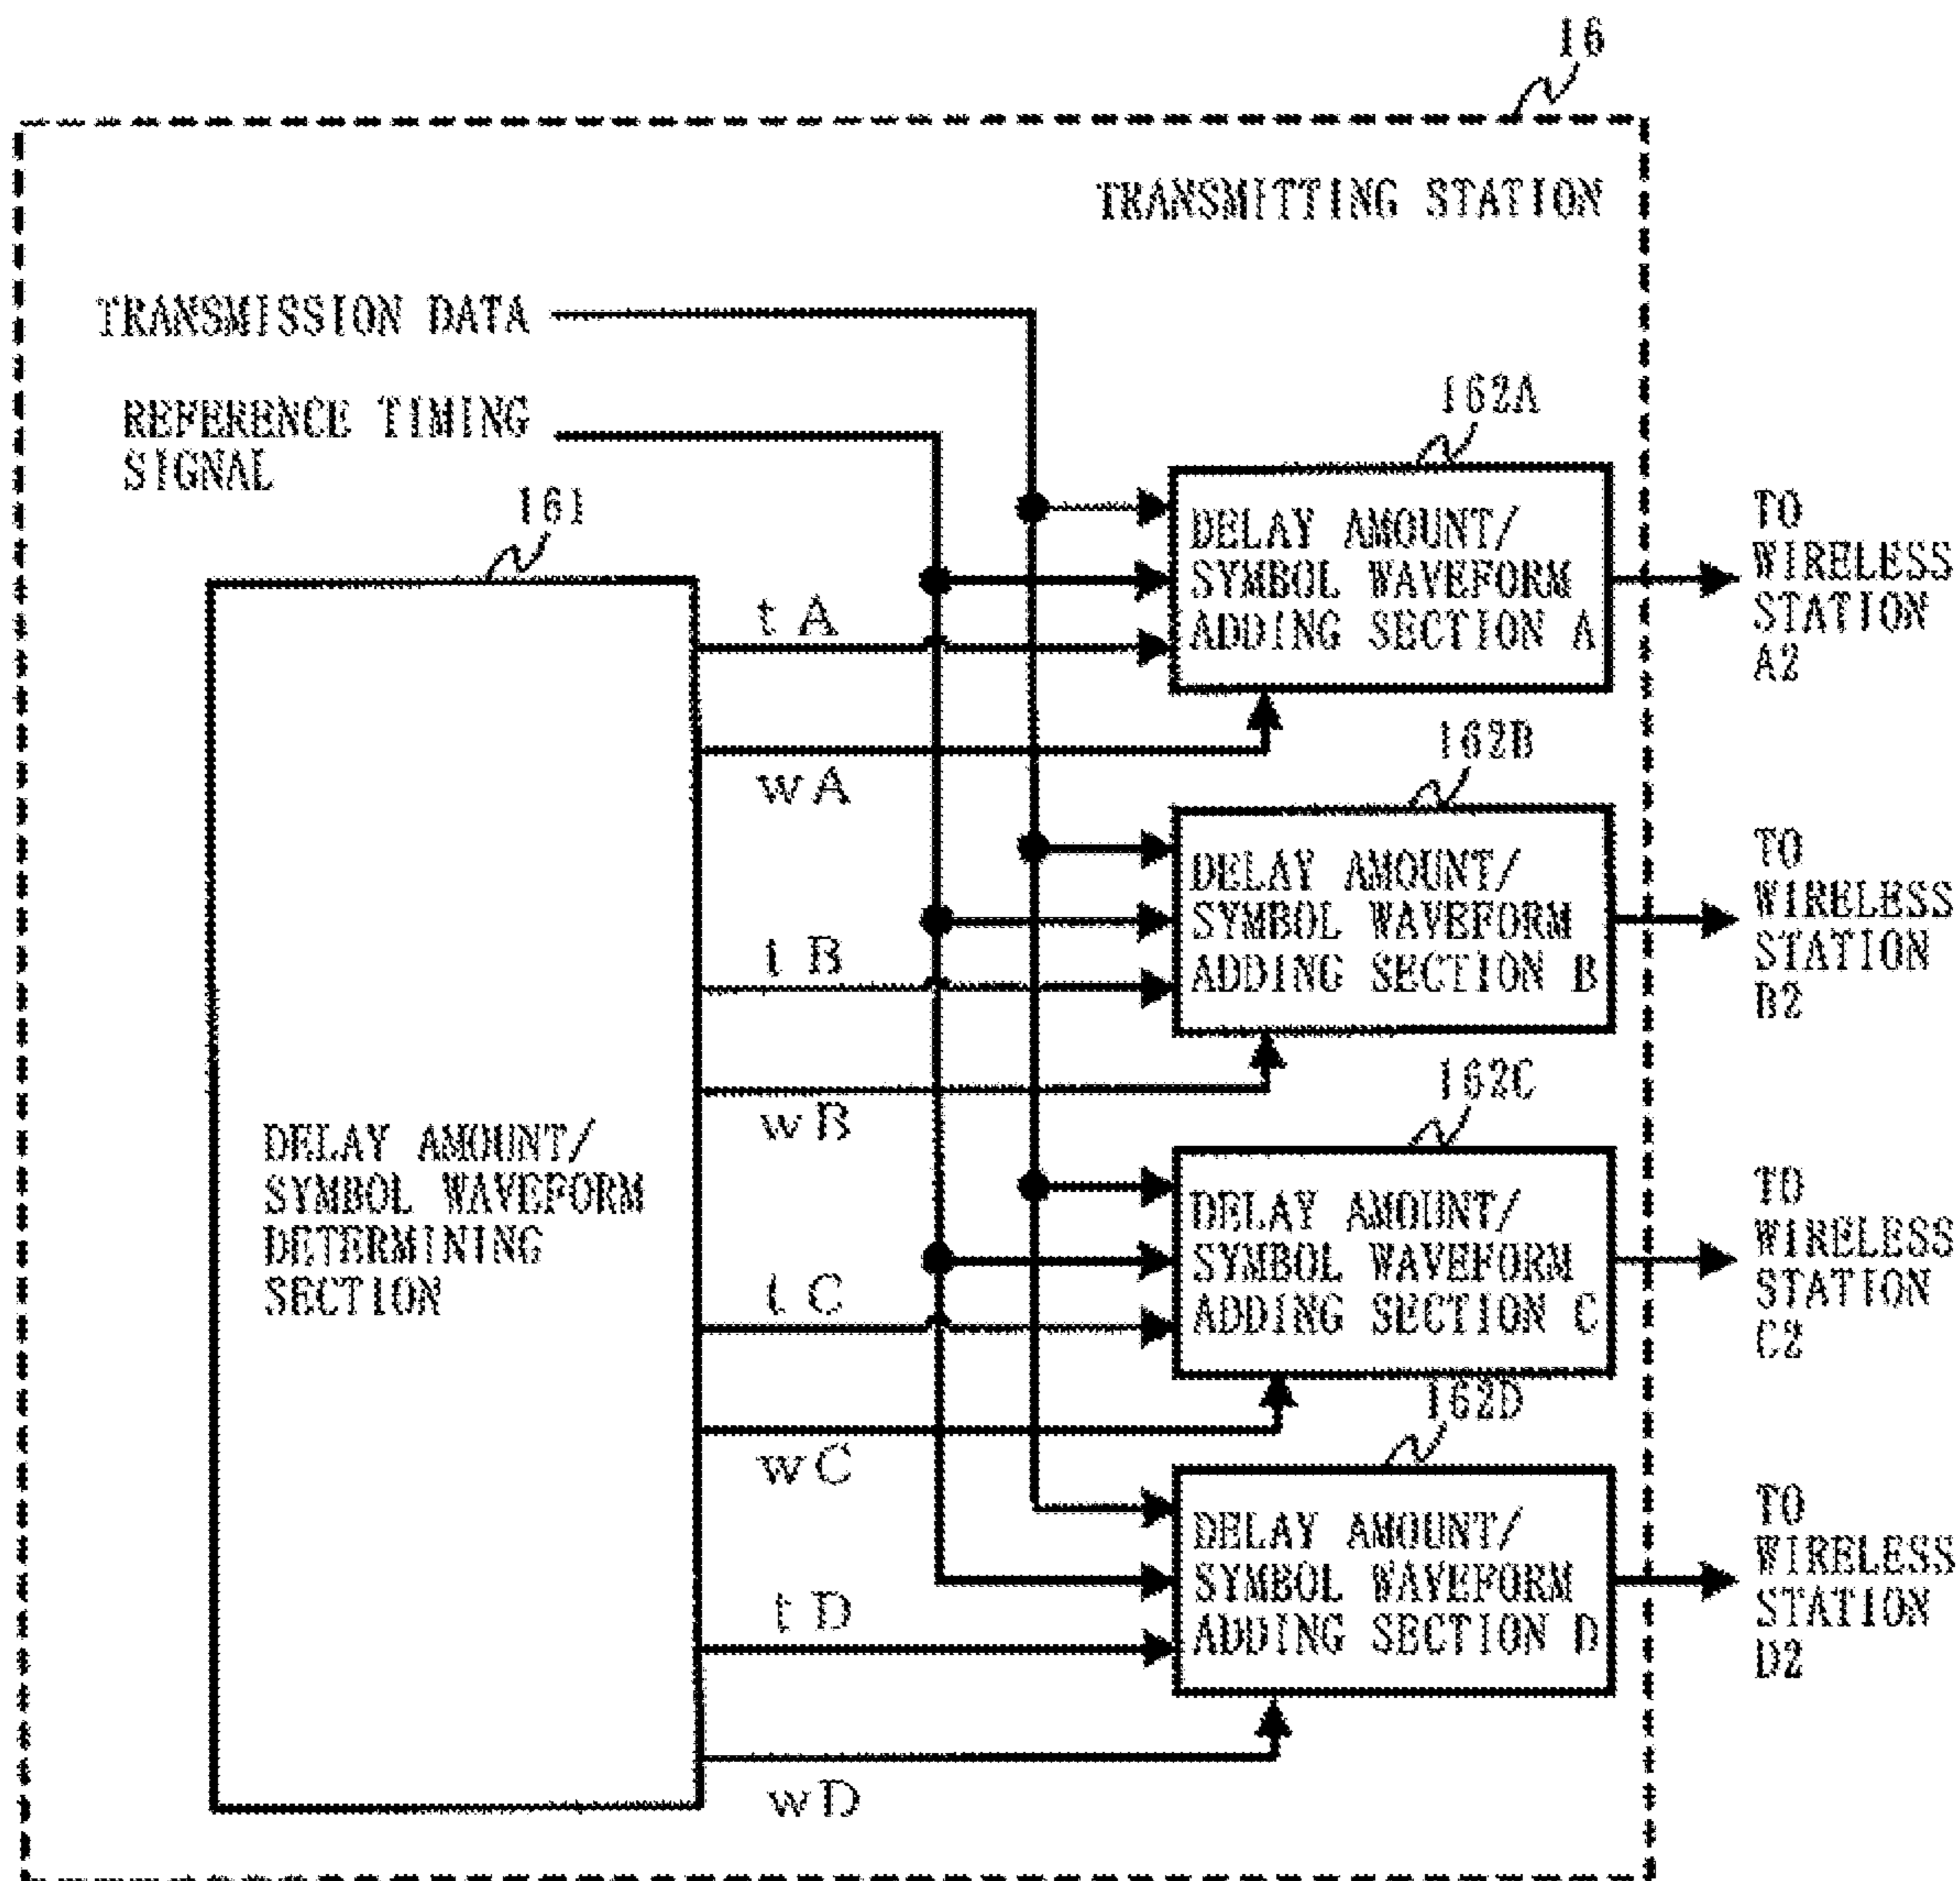 16
TRANSMITTING STATION
TRANSMISSION DATA
REFERENCE TIMING
SIGNAL
161
162A
DELAY AMOUNT/
SYMBOL WAVEFORM
ADDING SECTION A
TO
WIRELESS
STATION
A2
tA
wA
162B
DELAY AMOUNT/
SYMBOL WAVEFORM
ADDING SECTION B
TO
WIRELESS
STATION
B2
tB
wB
DELAY AMOUNT/
SYMBOL WAVEFORM
DETERMINING
SECTION
162C
DELAY AMOUNT/
SYMBOL WAVEFORM
ADDING SECTION C
TO
WIRELESS
STATION
C2
tC
wC
162D
DELAY AMOUNT/
SYMBOL WAVEFORM
ADDING SECTION D
TO
WIRELESS
STATION
D2
tD
wD